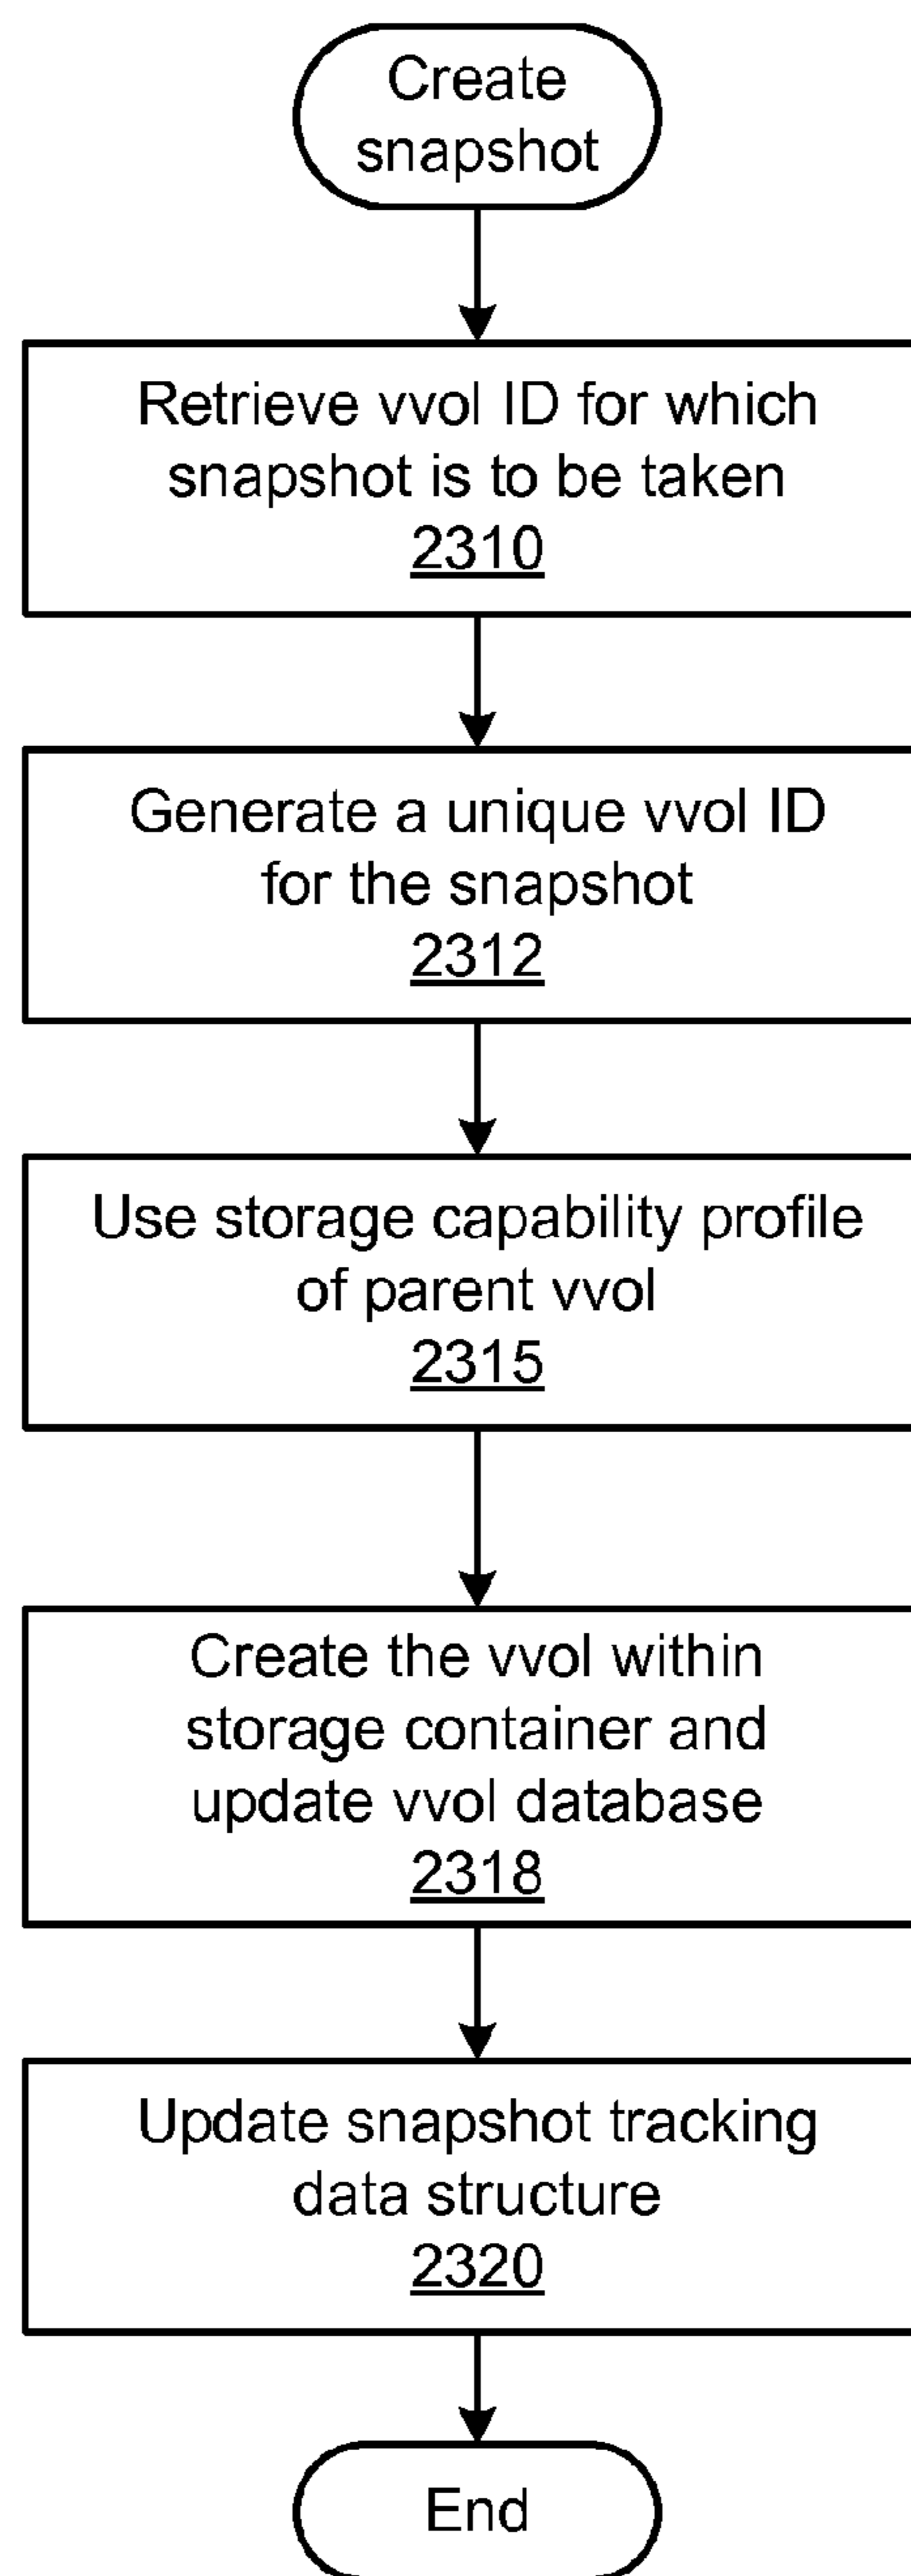 Create
snapshot
Retrieve vvol ID for which
snapshot is to be taken
2310
Generate a unique vvol ID
for the snapshot
2312
Use storage capability profile
of parent vvol
2315
Create the vvol within
storage container and
update vvol database
2318
Update snapshot tracking
data structure
2320
End